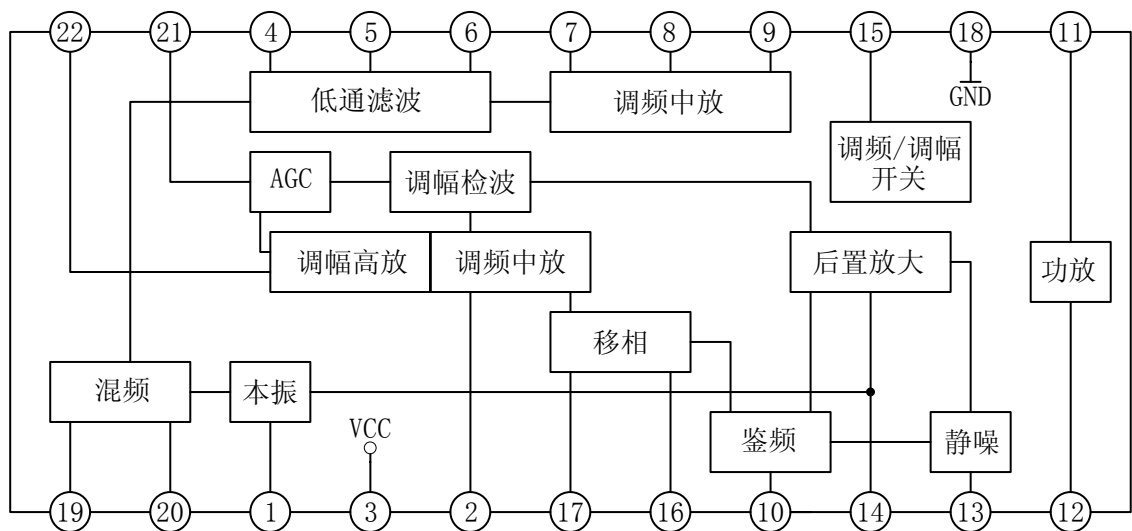 22 21 4 5 6 7 8 9 15 18 11
低通滤波
调频中放
GND
调频/调幅
开关
AGC
调幅检波
调幅高放
调频中放
后置放大
功放
移相
混频
本振
VCC
鉴频
静噪
19 20 1 3 2 17 16 10 14 13 12